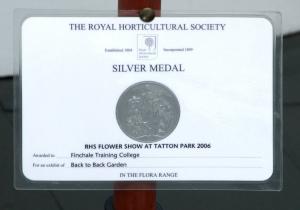 THE ROYAL HORTICULTURAL SOCIETY
Established 1804 Incorporated 1809
SILVER MEDAL
RHS FLOWER SHOW AT TATTON PARK 2006
Awarded to Finchale Training College
For an exhibit of Back to Back Garden
IN THE FLORA RANGE